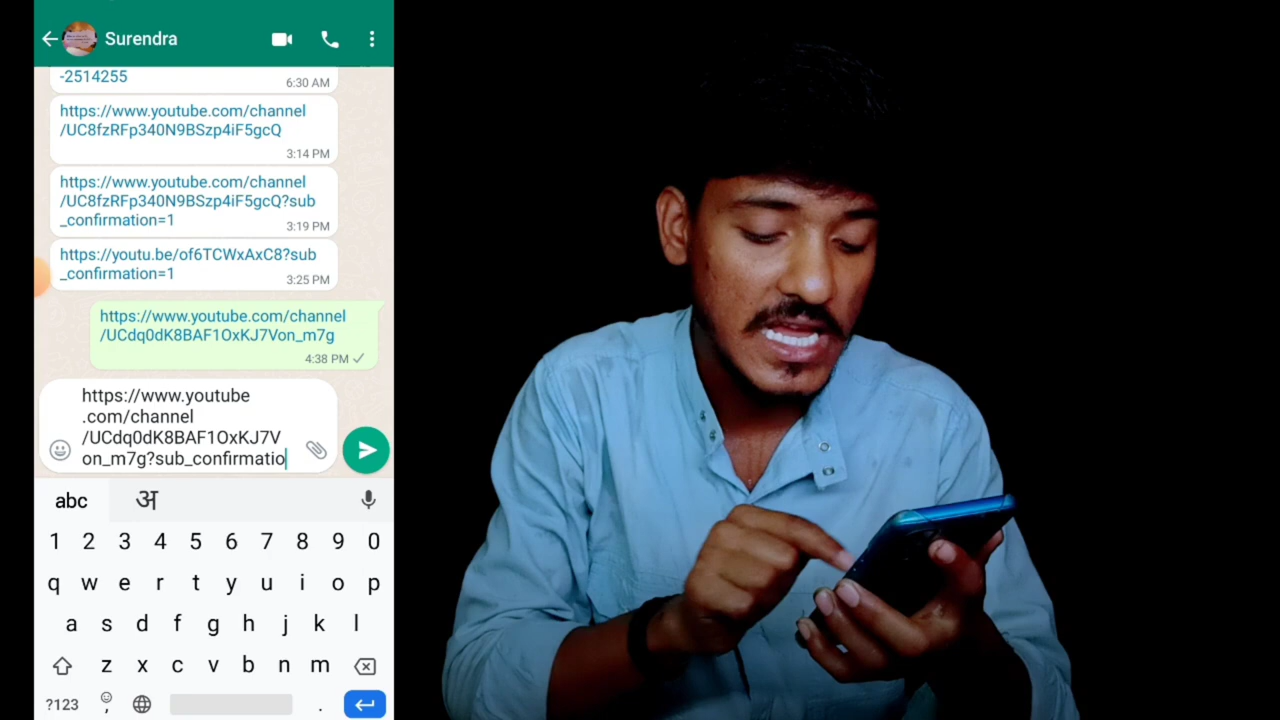 Surendra
-2514255
6:30 AM
https://www.youtube.com/channel
/UC8fzRFp340N9BSzp4iF5gcQ
3:14 PM
https://www.youtube.com/channel
/UC8fzRFp340N9BSzp4iF5gcQ?sub
_confirmation=1
3:19 PM
https://youtu.be/of6TCWxAxC8?sub
_confirmation=1
3:25 PM
https://www.youtube.com/channel
/UCdq0dK8BAF1OxKJ7Von_m7g
4:38 PM
https://www.youtube
.com/channel
/UCdq0dK8BAF1OxKJ7V
on_m7g?sub_confirmatio
abc अ
1 2 3 4 5 6 7 8 9 0
q w e r t y u i o p
a s d f g h j k l
z x c v b n m
?123 , .